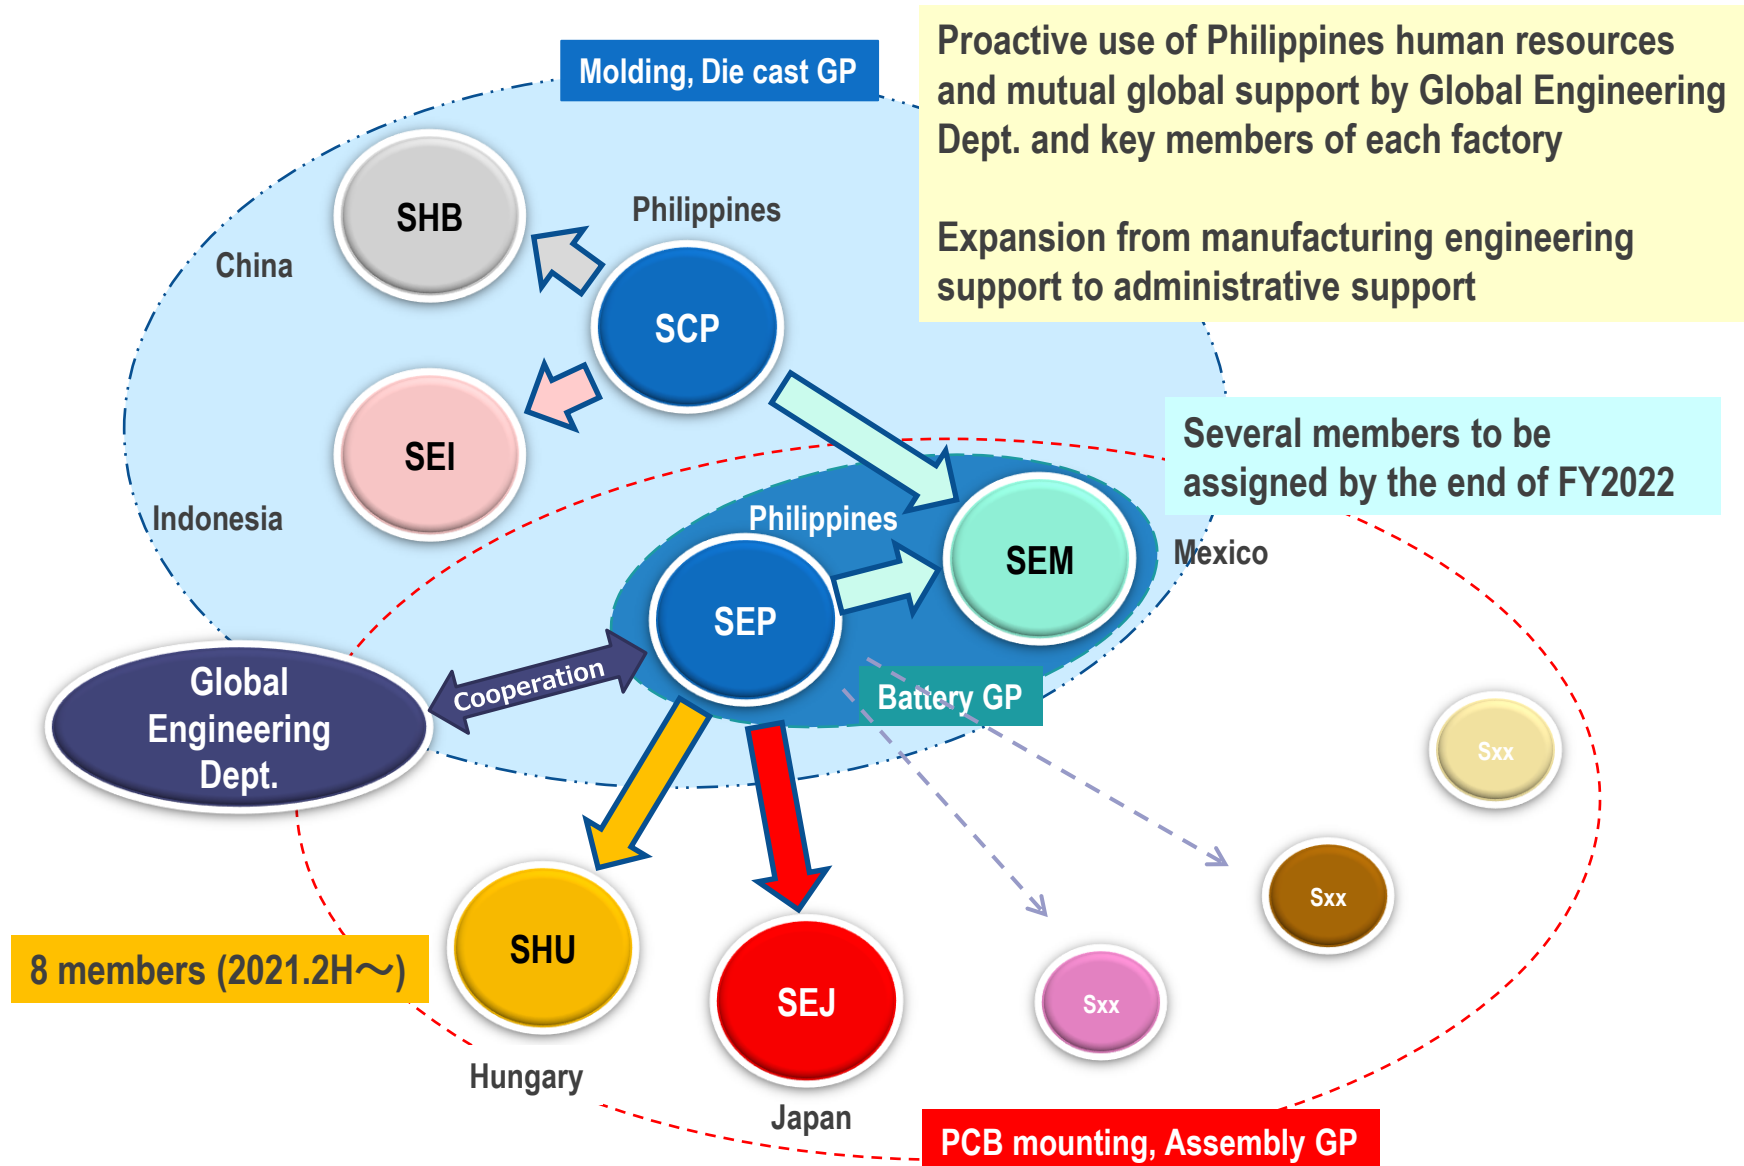 Molding, Die cast GP
Proactive use of Philippines human resources
and mutual global support by Global Engineering
Dept. and key members of each factory
Expansion from manufacturing engineering
support to administrative support
SHB
Philippines
China
SCP
SEI
Indonesia
Several members to be
assigned by the end of FY2022
Philippines
SEM
Mexico
SEP
Cooperation
Global
Engineering
Dept.
Battery GP
Sxx
Sxx
Sxx
8 members (2021.2H～)
SHU
SEJ
Hungary
Japan
PCB mounting, Assembly GP